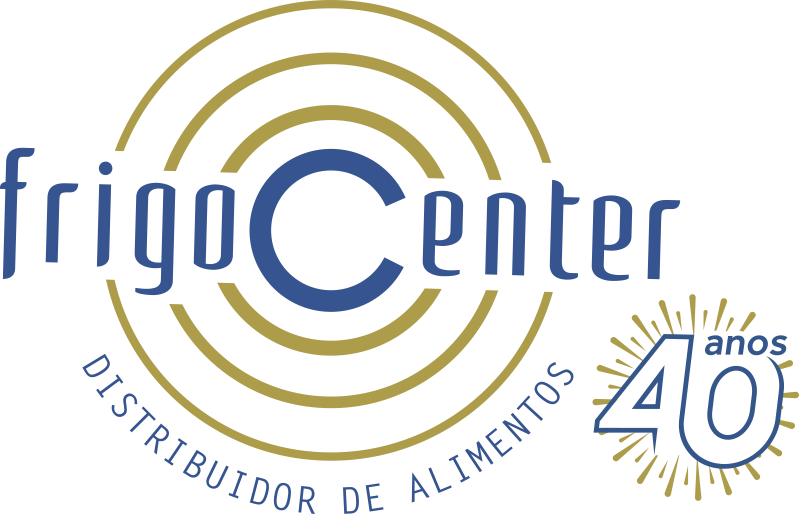 frigoCenter
DISTRIBUIDOR DE ALIMENTOS
40 anos